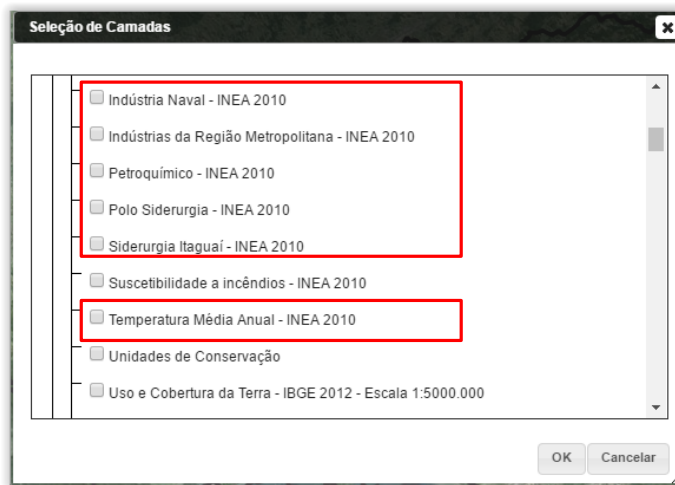 Seleção de Camadas
Indústria Naval - INEA 2010
Indústrias da Região Metropolitana - INEA 2010
Petroquímico - INEA 2010
Polo Siderurgia - INEA 2010
Siderurgia Itaguaí - INEA 2010
Suscetibilidade a incêndios - INEA 2010
Temperatura Média Anual - INEA 2010
Unidades de Conservação
Uso e Cobertura da Terra - IBGE 2012 - Escala 1:5000.000
OK Cancelar